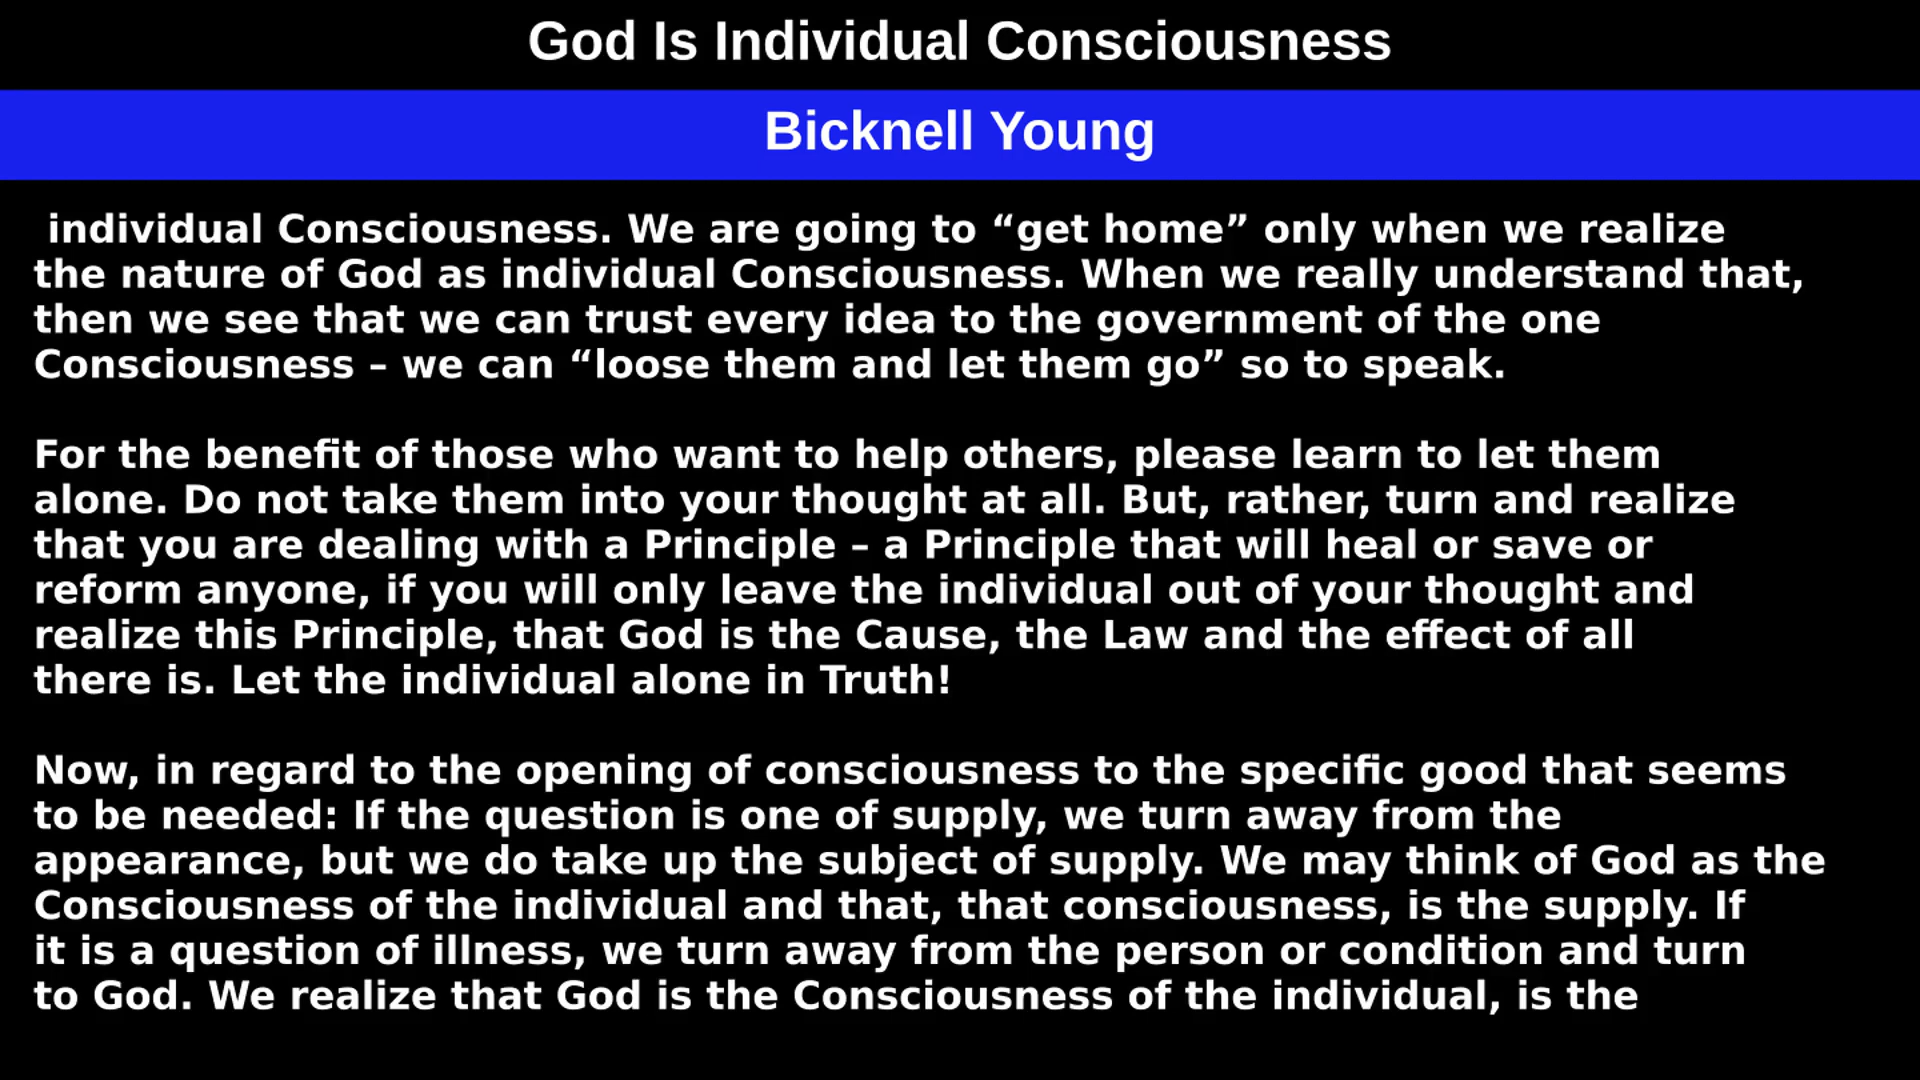 God Is Individual Consciousness
Bicknell Young
individual Consciousness. We are going to “get home” only when we realize
the nature of God as individual Consciousness. When we really understand that,
then we see that we can trust every idea to the government of the one
Consciousness – we can “loose them and let them go” so to speak.
For the benefit of those who want to help others, please learn to let them
alone. Do not take them into your thought at all. But, rather, turn and realize
that you are dealing with a Principle – a Principle that will heal or save or
reform anyone, if you will only leave the individual out of your thought and
realize this Principle, that God is the Cause, the Law and the effect of all
there is. Let the individual alone in Truth!
Now, in regard to the opening of consciousness to the specific good that seems
to be needed: If the question is one of supply, we turn away from the
appearance, but we do take up the subject of supply. We may think of God as the
Consciousness of the individual and that, that consciousness, is the supply. If
it is a question of illness, we turn away from the person or condition and turn
to God. We realize that God is the Consciousness of the individual, is the